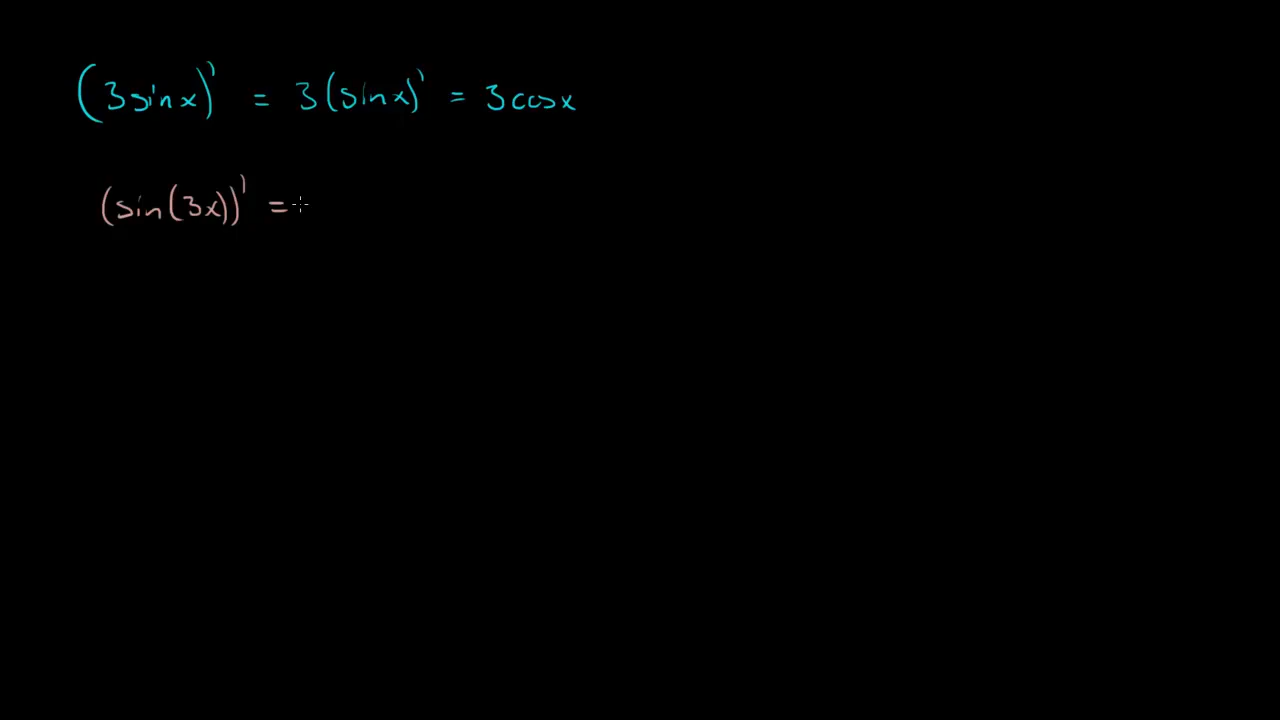 (3sinx)' = 3(sinx)' = 3cosx
(sin(3x))' =